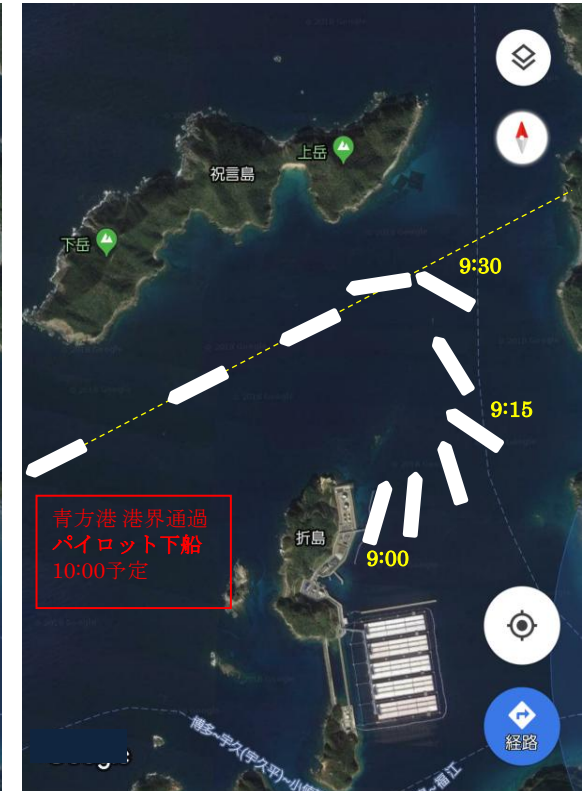 上岳
祝言島
下岳
9:30
9:15
青方港 港界通過
パイロット下船
10:00予定
折島
9:00
経路